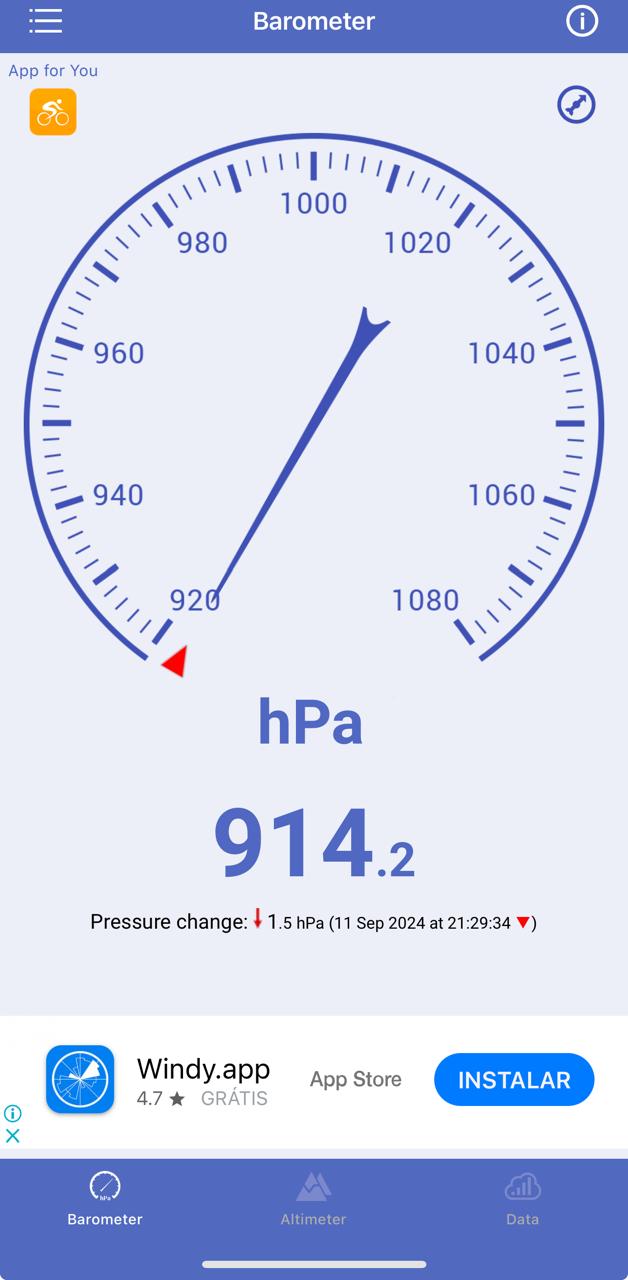 Barometer
App for You
1000
980
1020
960
1040
940
1060
920
1080
hPa
914.2
Pressure change: 1.5 hPa (11 Sep 2024 at 21:29:34 )
Windy.app
4.7 ★ GRÁTIS
App Store
INSTALAR
hPa
Barometer
Altimeter
Data